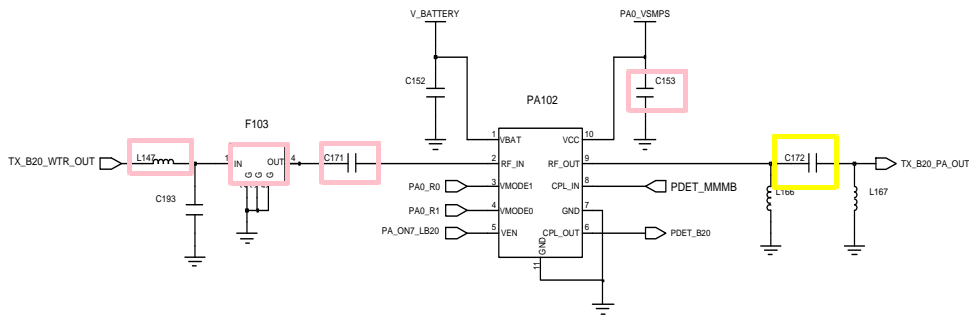 V_BATTERY
PA0_VSMPS
C152
C153
PA102
F103
1
VBAT
VCC
10
L147
1
IN
OUT
4
C171
C172
TX_B20_WTR_OUT
2
RF_IN
RF_OUT
9
TX_B20_PA_OUT
G
G
G
PA0_R0
3
VMODE1
CPL_IN
8
PDET_MMMB
C193
L166
L167
PA0_R1
4
VMODE0
GND
7
PA_ON7_LB20
5
VEN
CPL_OUT
6
PDET_B20
GND
11